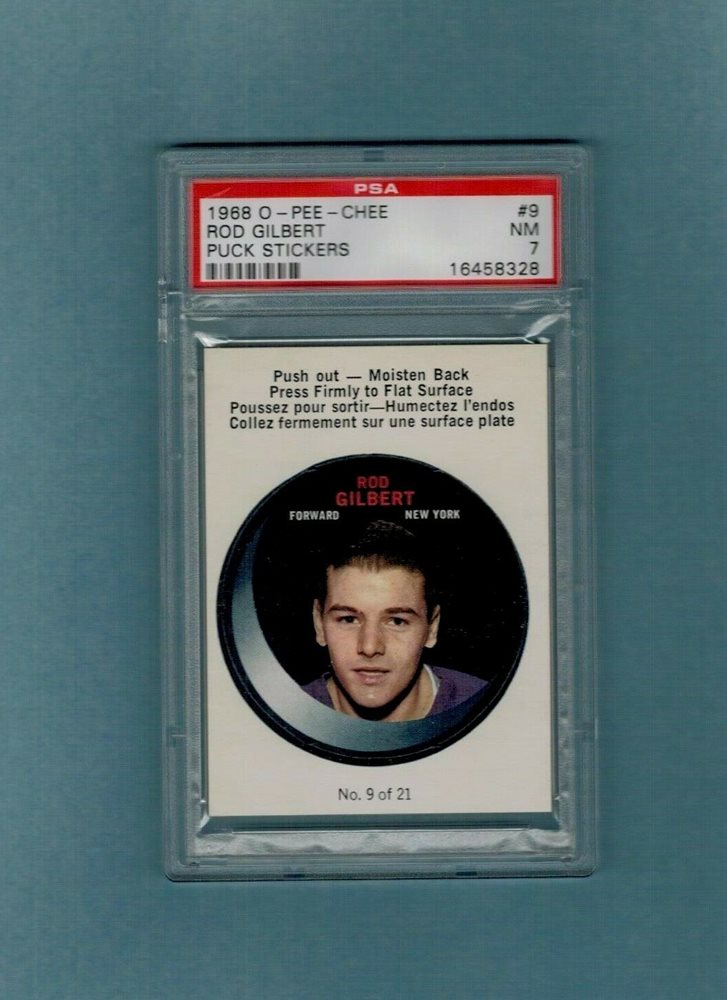 PSA
1968 O-PEE-CHEE #9
ROD GILBERT NM
PUCK STICKERS 7
16458328
Push out — Moisten Back
Press Firmly to Flat Surface
Poussez pour sortir—Humectez l'endos
Collez fermement sur une surface plate
ROD
GILBERT
FORWARD NEW YORK
No. 9 of 21